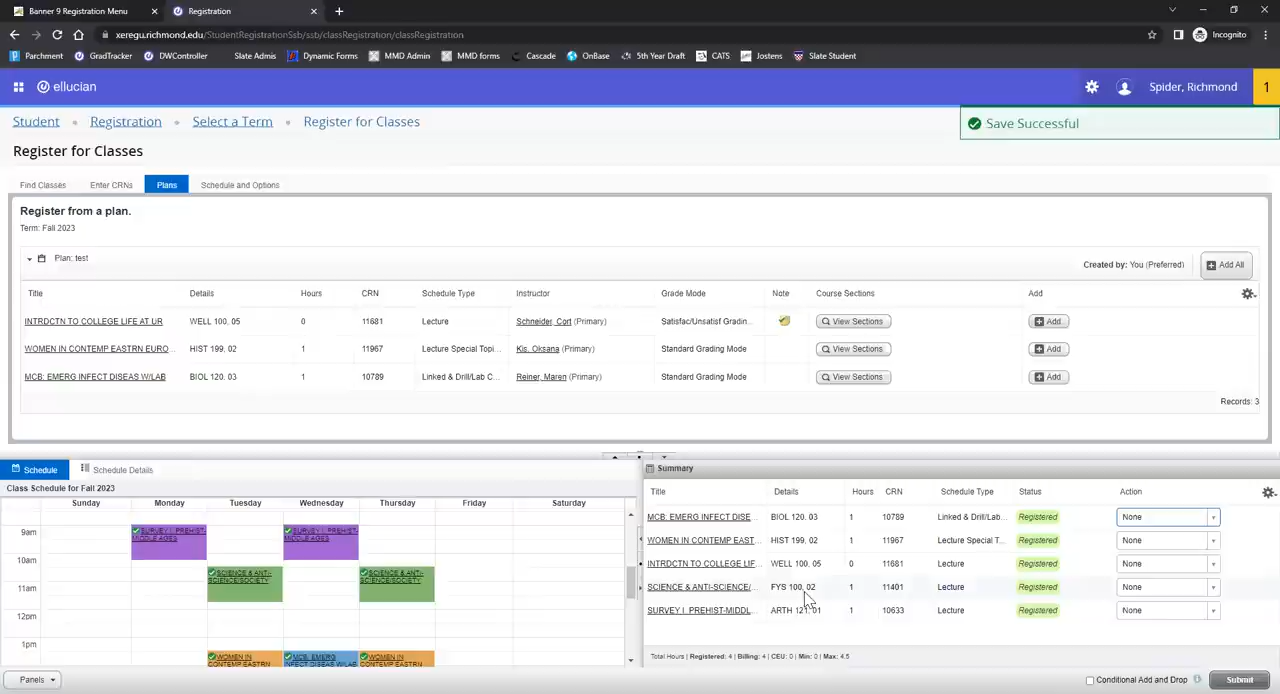 Banner 9 Registration Menu × Registration × +
xeregu.richmond.edu/StudentRegistrationSsb/ssb/classRegistration/classRegistration Incognito
Parchment GradTracker DWController Slate Admis Dynamic Forms MMD Admin MMD forms Cascade OnBase 5th Year Draft CATS Jostens Slate Student
ellucian Spider, Richmond 1
Student Registration Select a Term Register for Classes
Save Successful
Register for Classes
Find Classes Enter CRNs Plans Schedule and Options
Register from a plan.
Term: Fall 2023
Plan: test Created by: You (Preferred) Add All
Title Details Hours CRN Schedule Type Instructor Grade Mode Note Course Sections Add
INTRDCTN TO COLLEGE LIFE AT UR WELL 100, 05 0 11681 Lecture Schneider, Cort (Primary) Satisfac/Unsatisf Gradin... View Sections Add
WOMEN IN CONTEMP EASTRN EURO... HIST 199, 02 1 11967 Lecture Special Topi... Kis, Oksana (Primary) Standard Grading Mode View Sections Add
MCB: EMERG INFECT DISEAS W/LAB BIOL 120, 03 1 10789 Linked & Drill/Lab C... Reiner, Maren (Primary) Standard Grading Mode View Sections Add
Records: 3
Schedule Schedule Details
Class Schedule for Fall 2023
Sunday Monday Tuesday Wednesday Thursday Friday Saturday
9am
SURVEY I: PREHIST-MIDDLE AGES SURVEY I: PREHIST-MIDDLE AGES
10am
SCIENCE & ANTI-SCIENCE/SOCIETY SCIENCE & ANTI-SCIENCE/SOCIETY
11am
12pm
1pm
WOMEN IN CONTEMP EASTRN MCB: EMERG INFECT DISEAS W/LAB WOMEN IN CONTEMP EASTRN
Summary
Title Details Hours CRN Schedule Type Status Action
MCB: EMERG INFECT DISE... BIOL 120, 03 1 10789 Linked & Drill/Lab... Registered None
WOMEN IN CONTEMP EAST... HIST 199, 02 1 11967 Lecture Special T... Registered None
INTRDCTN TO COLLEGE LIF... WELL 100, 05 0 11681 Lecture Registered None
SCIENCE & ANTI-SCIENCE/... FYS 100, 02 1 11401 Lecture Registered None
SURVEY I: PREHIST-MIDDL... ARTH 121, 01 1 10633 Lecture Registered None
Total Hours | Registered: 4 | Billing: 4 | CEU: 0 | Min: 0 | Max: 4.5
Panels Conditional Add and Drop Submit